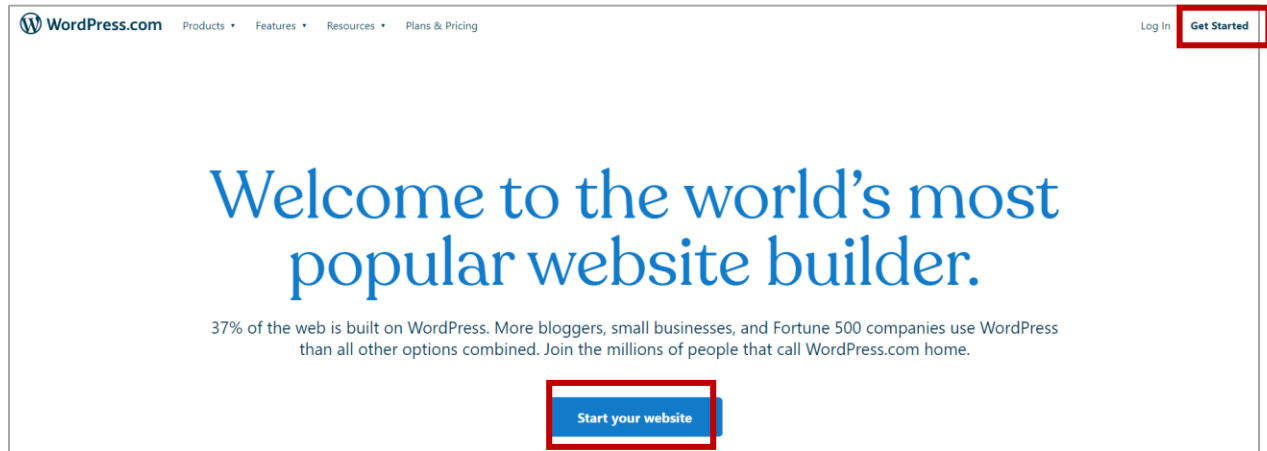 WordPress.com Products Features Resources Plans & Pricing Log In Get Started
Welcome to the world’s most
popular website builder.
37% of the web is built on WordPress. More bloggers, small businesses, and Fortune 500 companies use WordPress
than all other options combined. Join the millions of people that call WordPress.com home.
Start your website